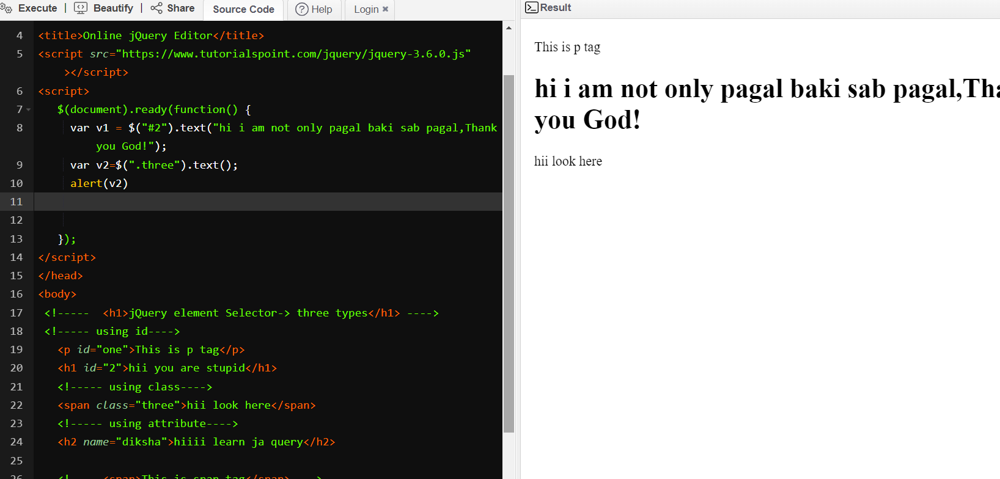 Execute | Beautify | Share Source Code Help Login ✖
4 <title>Online jQuery Editor</title>
5 <script src="https://www.tutorialspoint.com/jquery/jquery-3.6.0.js"
></script>
6 <script>
7 $(document).ready(function() {
8 var v1 = $("#2").text("hi i am not only pagal baki sab pagal,Thank
you God!");
9 var v2=$(".three").text();
10 alert(v2)
11
12
13 });
14 </script>
15 </head>
16 <body>
17 <!----- <h1>jQuery element Selector-> three types</h1> ---->
18 <!----- using id---->
19 <p id="one">This is p tag</p>
20 <h1 id="2">hii you are stupid</h1>
21 <!----- using class---->
22 <span class="three">hii look here</span>
23 <!----- using attribute---->
24 <h2 name="diksha">hiiii learn ja query</h2>
25
26 <!---- <span>This is span tag</span> ---->
Result
This is p tag
hi i am not only pagal baki sab pagal,Tha
you God!
hii look here